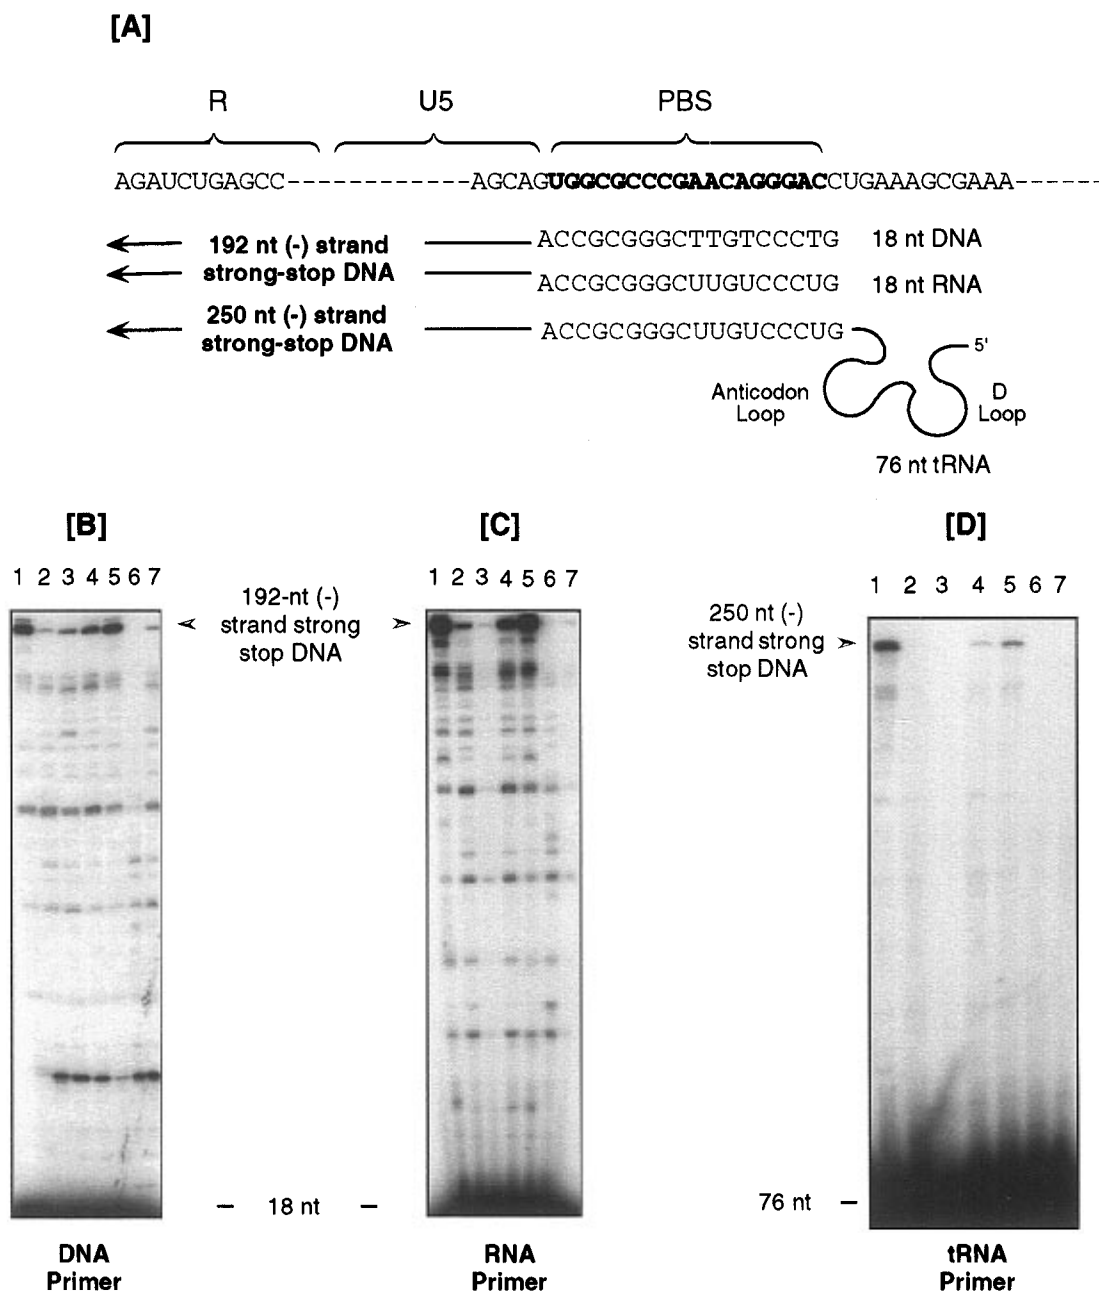 [A]
R U5 PBS
AGAUCUGAGCC-----------AGCAGUGGCGCCCGAACAGGGACCUGAAAGCGAAA------
192 nt (-) strand
strong-stop DNA
ACCGCGGGCTTGTCCCTG 18 nt DNA
ACCGCGGGCUUGUCCCUG 18 nt RNA
250 nt (-) strand
strong-stop DNA
ACCGCGGGCUUGUCCCUG
5'
Anticodon
Loop
D
Loop
76 nt tRNA
[B] [C] [D]
1 2 3 4 5 6 7
1 2 3 4 5 6 7
1 2 3 4 5 6 7
192-nt (-)
strand strong
stop DNA
250 nt (-)
strand strong
stop DNA
– 18 nt –
76 nt –
DNA
Primer
RNA
Primer
tRNA
Primer